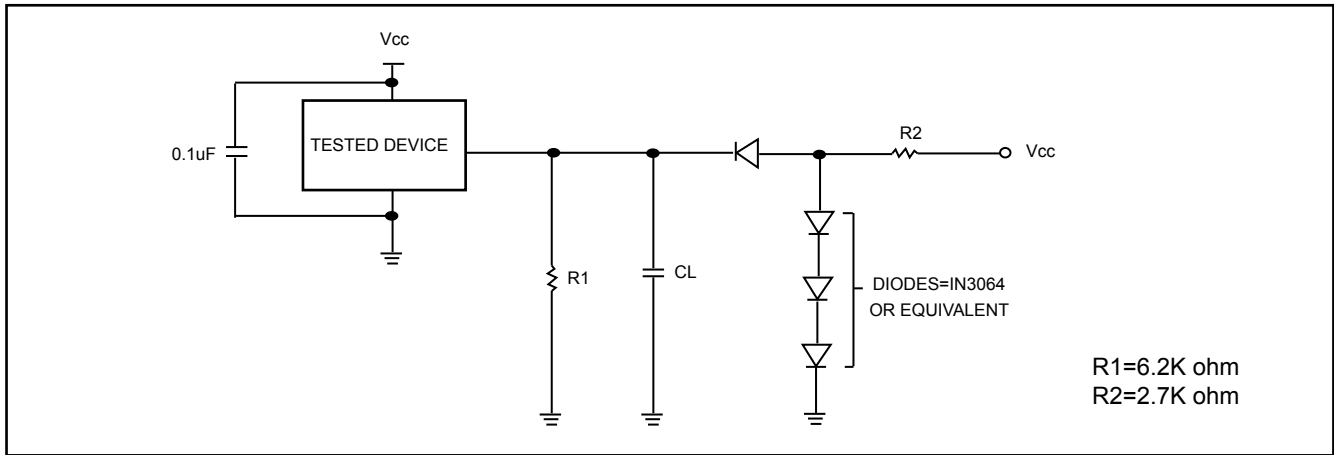 Vcc
0.1uF
TESTED DEVICE
R2
Vcc
R1
CL
DIODES=IN3064
OR EQUIVALENT
R1=6.2K ohm
R2=2.7K ohm